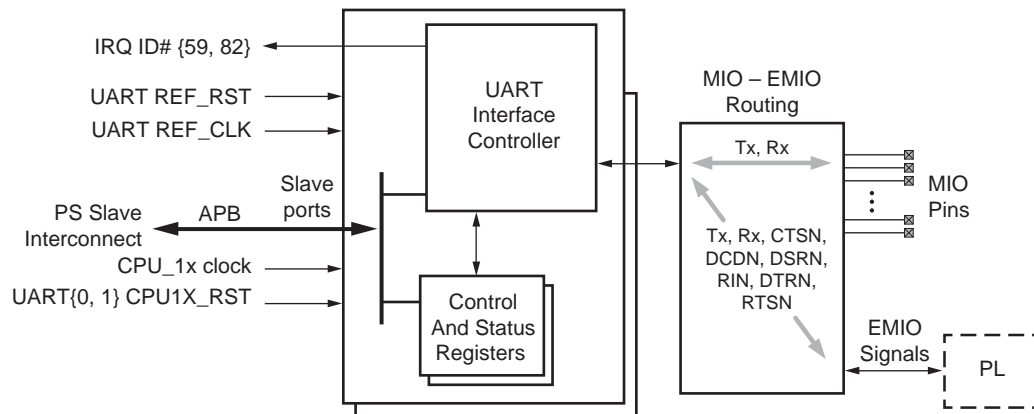 IRQ ID# {59, 82}
UART REF_RST
UART REF_CLK
PS Slave
Interconnect
APB
Slave
ports
CPU_1x clock
UART{0, 1} CPU1X_RST
UART
Interface
Controller
Control
And Status
Registers
MIO – EMIO
Routing
Tx, Rx
Tx, Rx, CTSN,
DCDN, DSRN,
RIN, DTRN,
RTSN
MIO
Pins
EMIO
Signals
PL